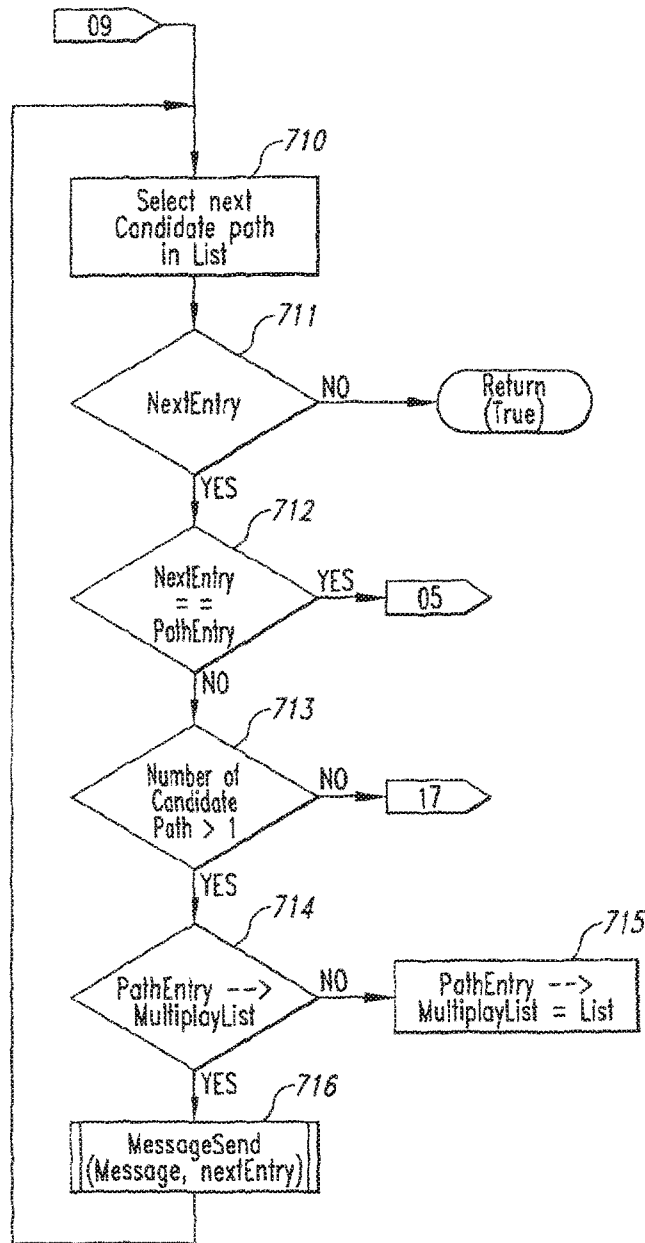 09
710
Select next
Candidate path
in List
711
NextEntry
NO
Return
(True)
YES
712
NextEntry
= =
PathEntry
YES
05
NO
713
Number of
Candidate
Path > 1
NO
17
YES
714
PathEntry -->
MultiplayList
NO
715
PathEntry -->
MultiplayList = List
YES
716
MessageSend
(Message, nextEntry)